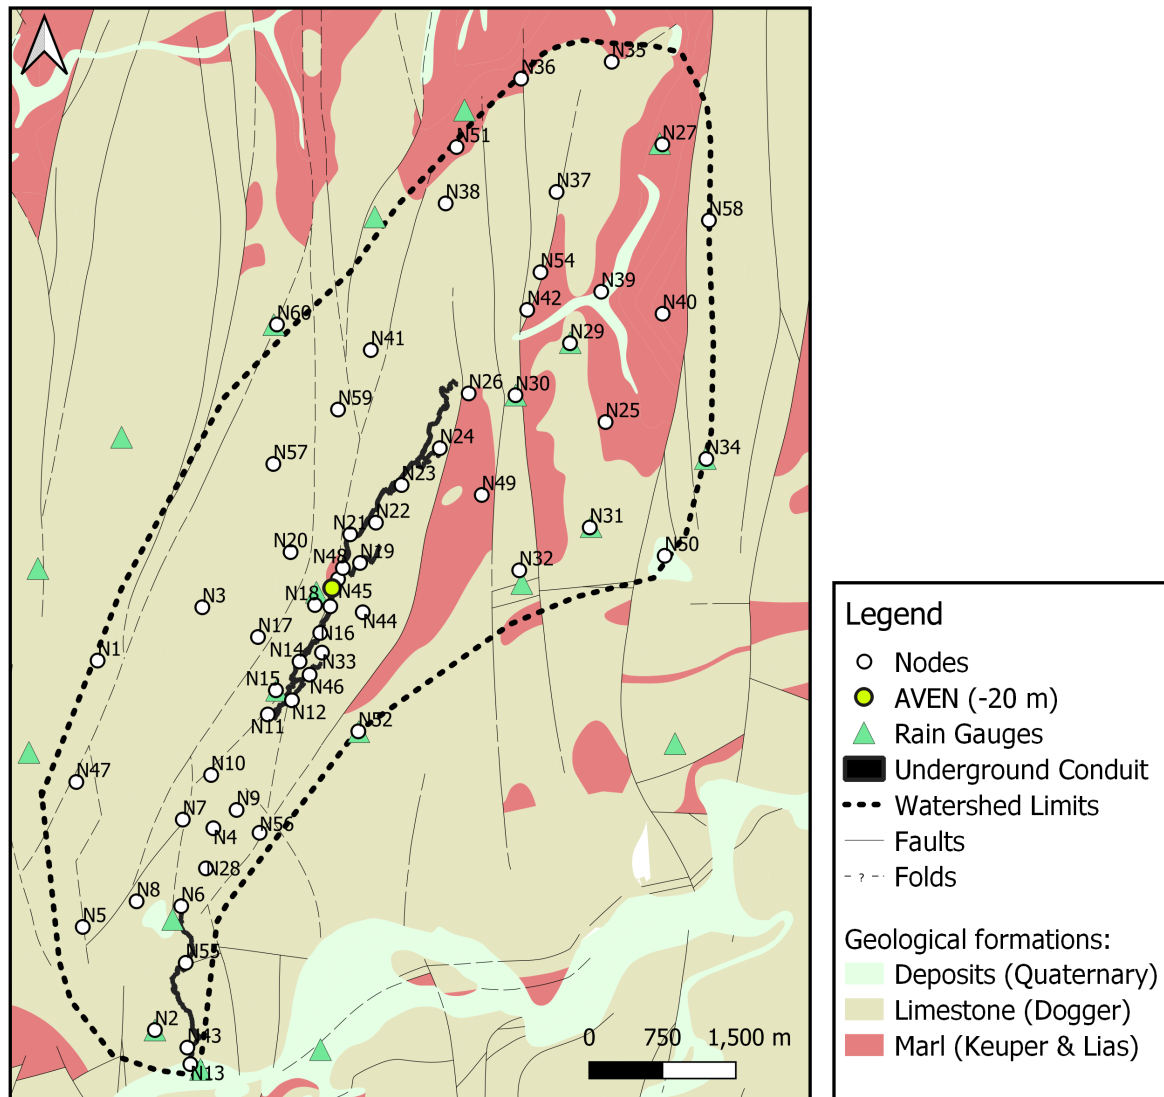 N35
N36
N27
N51
N38
N37
N58
N54
N39
N42
N40
N60
N29
N41
N26
N30
N59
N25
N24
N34
N57
N23
N49
N22
N21
N31
N20
N19
N50
N48
N32
N3
N18
N45
N44
N17
N16
N1
N14
N33
N15
N46
N12
N11
N52
N10
N47
N9
N7
N4
N56
N28
N8
N6
N5
N55
N2
N43
N13
0 750 1,500 m
Legend
Nodes
AVEN (-20 m)
Rain Gauges
Underground Conduit
Watershed Limits
Faults
? Folds
Geological formations:
Deposits (Quaternary)
Limestone (Dogger)
Marl (Keuper & Lias)